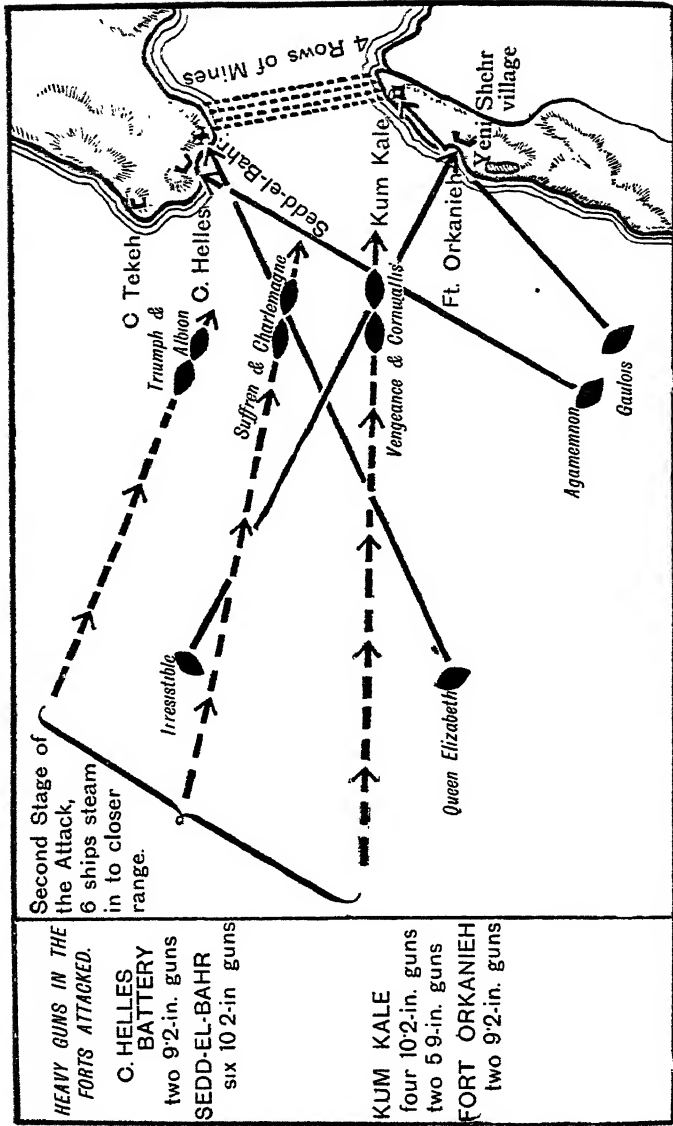 HEAVY GUNS IN THE
FORTS ATTACKED.
C. HELLES
BATTERY
two 9·2-in. guns
SEDD-EL-BAHR
six 10 2-in guns
KUM KALE
four 10·2-in. guns
two 5 9-in. guns
FORT ORKANIEH
two 9·2-in. guns
Second Stage of
the Attack,
6 ships steam
in to closer
range.
Irresistible
Queen Elizabeth
Triumph &
Albion
Suffren & Charlemagne
Vengeance & Cornwallis
Agamemnon
Gaulois
C Tekeh
C. Helles
Sedd-el-Bahr
Kum Kale
Ft. Orkanieh
4 Rows of Mines
Yeni Shehr
village